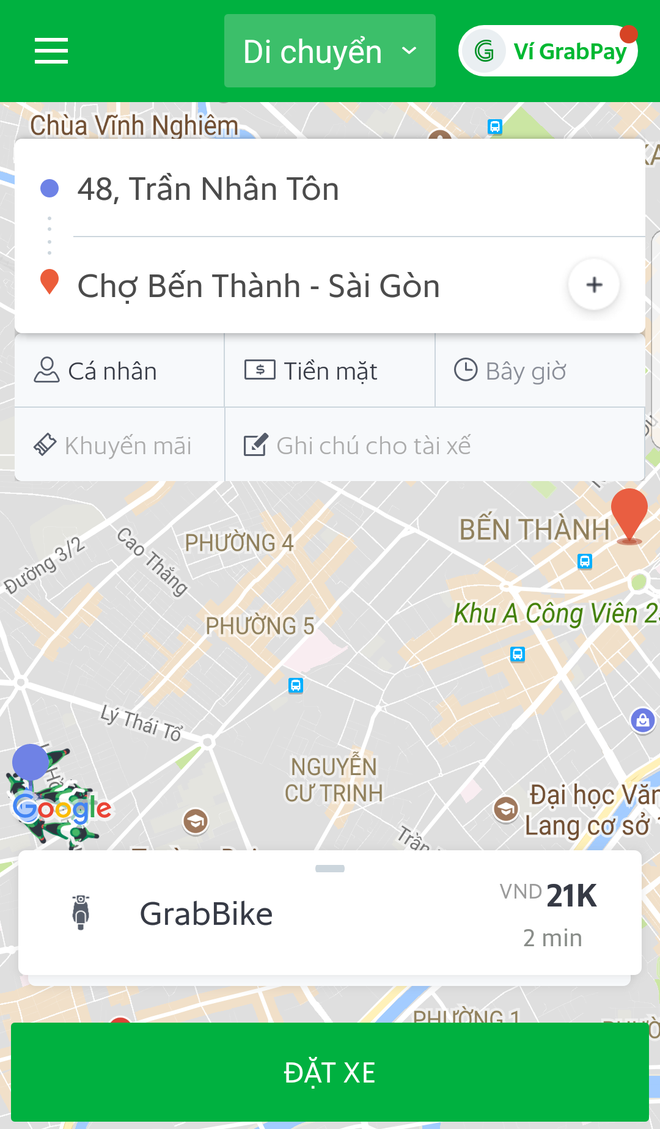 Di chuyển
Ví GrabPay
Chùa Vĩnh Nghiêm
48, Trần Nhân Tôn
Chợ Bến Thành - Sài Gòn
Cá nhân
Tiền mặt
Bây giờ
Khuyến mãi
Ghi chú cho tài xế
BẾN THÀNH
Đường 3/2
Cao Thắng
PHƯỜNG 4
PHƯỜNG 5
Khu A Công Viên
Lý Thái Tổ
NGUYỄN
CƯ TRINH
Đại học Văn
Lang cơ sở
Google
GrabBike
VND 21K
2 min
PHƯỜNG 1
ĐẶT XE